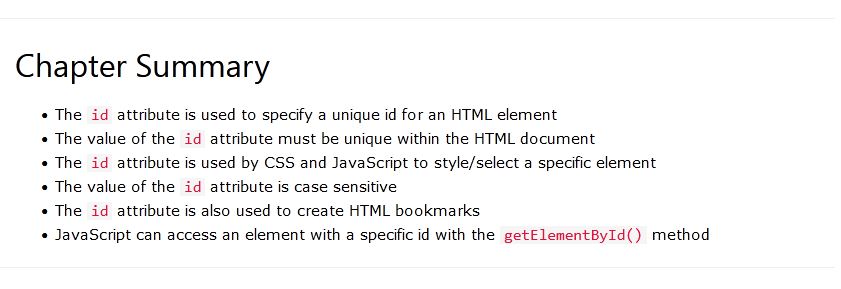 Chapter Summary
The id attribute is used to specify a unique id for an HTML element
The value of the id attribute must be unique within the HTML document
The id attribute is used by CSS and JavaScript to style/select a specific element
The value of the id attribute is case sensitive
The id attribute is also used to create HTML bookmarks
JavaScript can access an element with a specific id with the getElementById() method